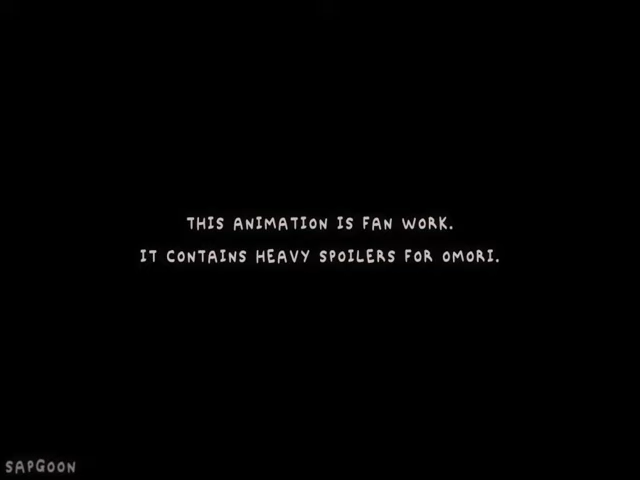 THIS ANIMATION IS FAN WORK.
IT CONTAINS HEAVY SPOILERS FOR OMORI.
SAPGOON